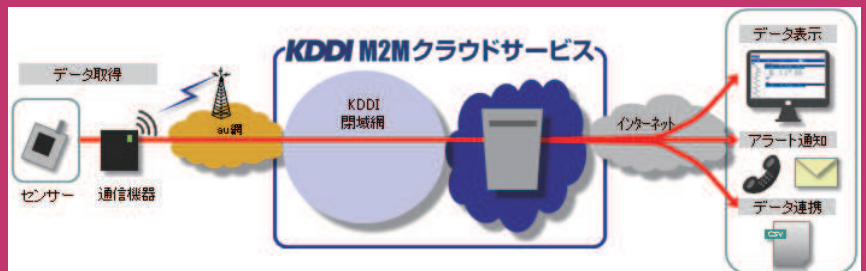 KDDI M2Mクラウドサービス
データ取得
センサー
通信機器
au網
KDDI
閉域網
インターネット
データ表示
アラート通知
データ連携
CSV